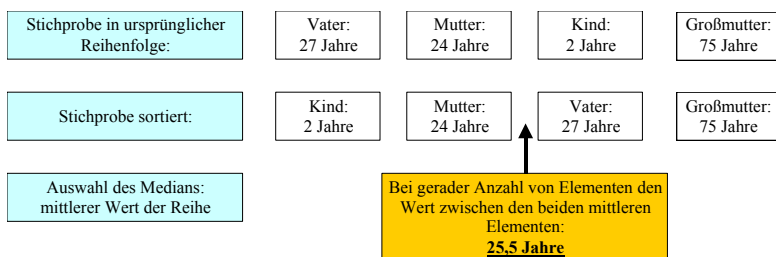 Stichprobe in ursprünglicher
Reihenfolge:
Vater:
27 Jahre
Mutter:
24 Jahre
Kind:
2 Jahre
Großmutter:
75 Jahre
Stichprobe sortiert:
Kind:
2 Jahre
Mutter:
24 Jahre
Vater:
27 Jahre
Großmutter:
75 Jahre
Auswahl des Medians:
mittlerer Wert der Reihe
Bei gerader Anzahl von Elementen den
Wert zwischen den beiden mittleren
Elementen:
25,5 Jahre